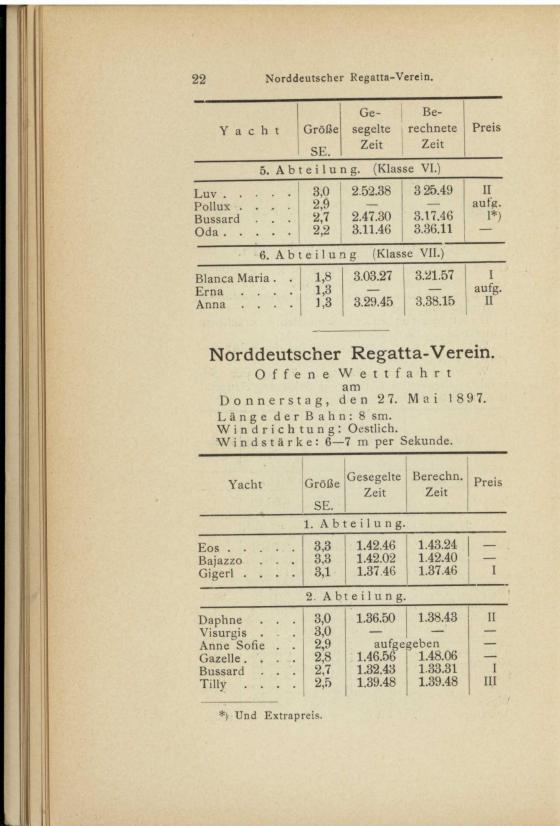 22 Norddeutscher Regatta-Verein.
Yacht Größe SE. Ge- segelte Zeit Be- rechnete Zeit Preis
5. Abteilung. (Klasse VI.)
Luv . . . . . 3,0 2.52.38 3 25.49 II
Pollux . . . . 2,9 — — aufg.
Bussard . . . 2,7 2.47.30 3.17.46 I*)
Oda . . . . . 2,2 3.11.46 3.36.11 —
6. Abteilung (Klasse VII.)
Blanca Maria . . 1,8 3.03.27 3.21.57 I
Erna . . . . 1,3 — — aufg.
Anna . . . . 1,3 3.29.45 3.38.15 II
Norddeutscher Regatta-Verein.
Offene Wettfahrt
am
Donnerstag, den 27. Mai 1897.
Länge der Bahn: 8 sm.
Windrichtung: Oestlich.
Windstärke: 6—7 m per Sekunde.
Yacht Größe SE. Gesegelte Zeit Berechn. Zeit Preis
1. Abteilung.
Eos . . . . . 3,3 1.42.46 1.43.24 —
Bajazzo . . . 3,3 1.42.02 1.42.40 —
Gigerl . . . . 3,1 1.37.46 1.37.46 I
2. Abteilung.
Daphne . . . 3,0 1.36.50 1.38.43 II
Visurgis . . . 3,0 — — —
Anne Sofie . . 2,9 aufgegeben —
Gazelle . . . . 2,8 1.46.56 1.48.06 —
Bussard . . . 2,7 1.32.43 1.33.31 I
Tilly . . . . 2,5 1.39.48 1.39.48 III
*) Und Extrapreis.